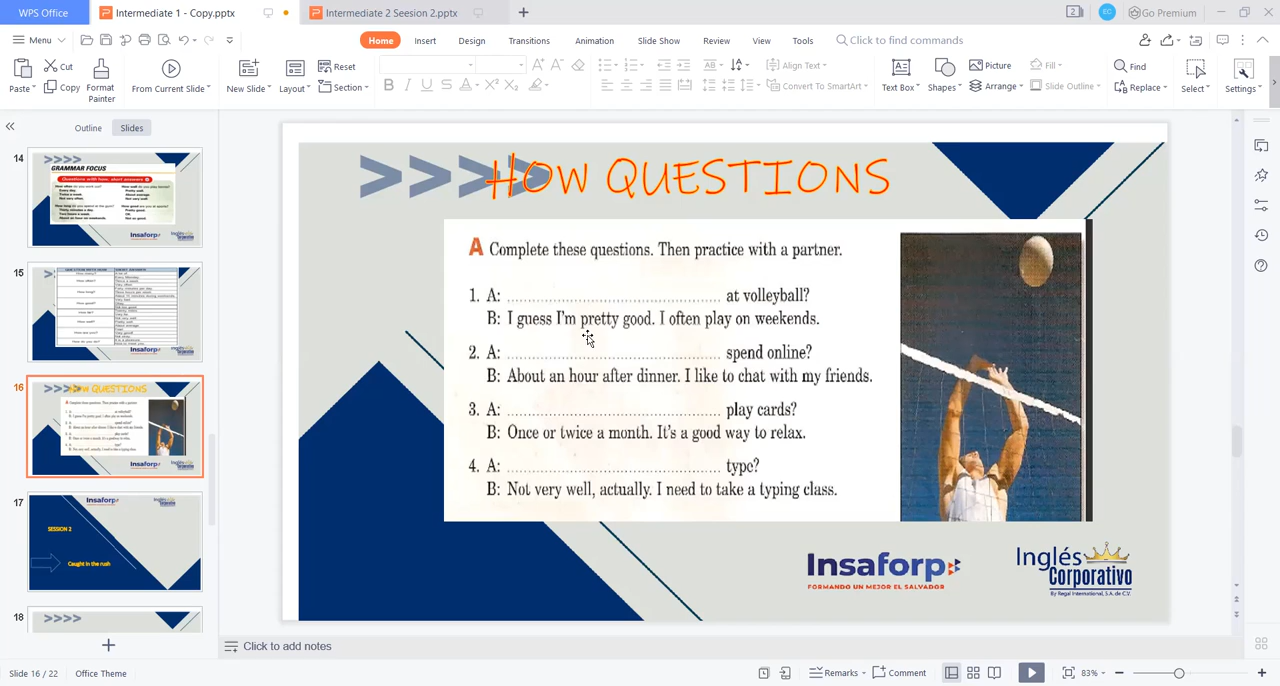 WPS Office
Intermediate 1 - Copy.pptx
Intermediate 2 Seesion 2.pptx
Go Premium
Menu
Home
Insert
Design
Transitions
Animation
Slide Show
Review
View
Tools
Click to find commands
Paste
Cut
Copy
Format Painter
From Current Slide
New Slide
Layout
Reset
Section
Align Text
Convert To SmartArt
Text Box
Shapes
Picture
Arrange
Fill
Slide Outline
Find
Replace
Select
Settings
Outline
Slides
14
GRAMMAR FOCUS
15
16
HOW QUESTIONS
17
SESSION 2
Caught in the rush
18
HOW QUESTIONS
A Complete these questions. Then practice with a partner.
1. A: ................................................ at volleyball?
B: I guess I'm pretty good. I often play on weekends.
2. A: ................................................ spend online?
B: About an hour after dinner. I like to chat with my friends.
3. A: ................................................ play cards?
B: Once or twice a month. It's a good way to relax.
4. A: ................................................ type?
B: Not very well, actually. I need to take a typing class.
Insaforp
FORMANDO UN MEJOR EL SALVADOR
Inglés
Corporativo
By Regal International, S.A. de C.V.
Click to add notes
Slide 16 / 22
Office Theme
Remarks
Comment
83%